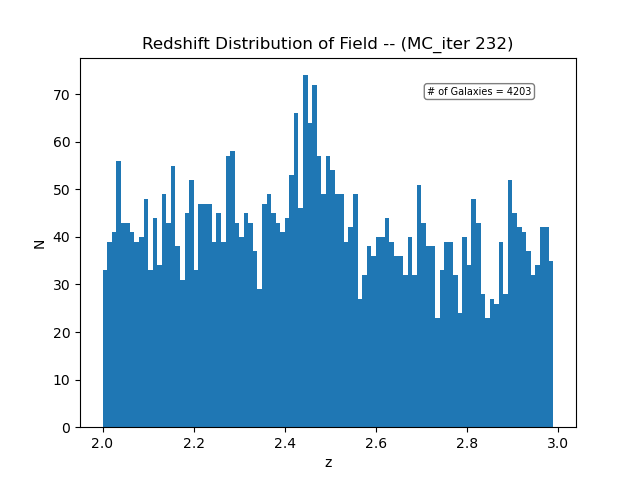 Redshift Distribution of Field -- (MC_iter 232)
# of Galaxies = 4203
70
60
50
40
30
20
10
0
N
2.0 2.2 2.4 2.6 2.8 3.0
z